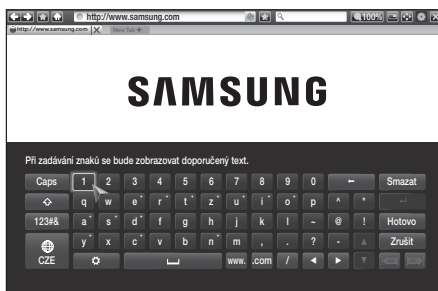 http://www.samsung.com 100%
http://www.samsung.com New Tab +
SAMSUNG
Při zadávání znaků se bude zobrazovat doporučený text.
Caps 1 2 3 4 5 6 7 8 9 0 ← Smazat
q w e r t z u i o p ^ *
123#& a s d f g h j k l ~ @ ! Hotovo
y x c v b n m , . ? - Zrušit
CZE www. .com /